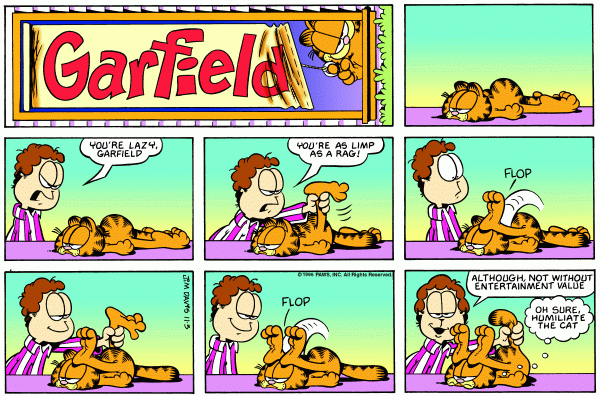 Garfield
YOU'RE LAZY,
GARFIELD
YOU'RE AS LIMP
AS A RAG!
FLOP
JIM DAVIS 11-3
© 1996 PAWS, INC. All Rights Reserved.
FLOP
ALTHOUGH, NOT WITHOUT
ENTERTAINMENT VALUE
OH SURE,
HUMILIATE
THE CAT